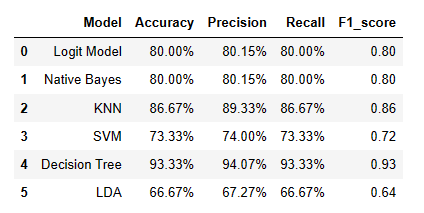 Model Accuracy Precision Recall F1_score
0 Logit Model 80.00% 80.15% 80.00% 0.80
1 Native Bayes 80.00% 80.15% 80.00% 0.80
2 KNN 86.67% 89.33% 86.67% 0.86
3 SVM 73.33% 74.00% 73.33% 0.72
4 Decision Tree 93.33% 94.07% 93.33% 0.93
5 LDA 66.67% 67.27% 66.67% 0.64